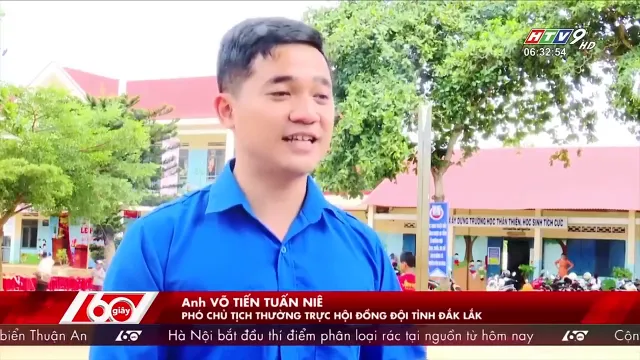 HTV9 HD
06:32:54
XÂY DỰNG TRƯỜNG HỌC THÂN THIỆN, HỌC SINH TÍCH CỰC
60 giây
Anh VÕ TIẾN TUẤN NIÊ
PHÓ CHỦ TỊCH THƯỜNG TRỰC HỘI ĐỒNG ĐỘI TỈNH ĐẮK LẮK
biển Thuận An 60 giây Hà Nội bắt đầu thí điểm phân loại rác tại nguồn từ hôm nay 60 giây